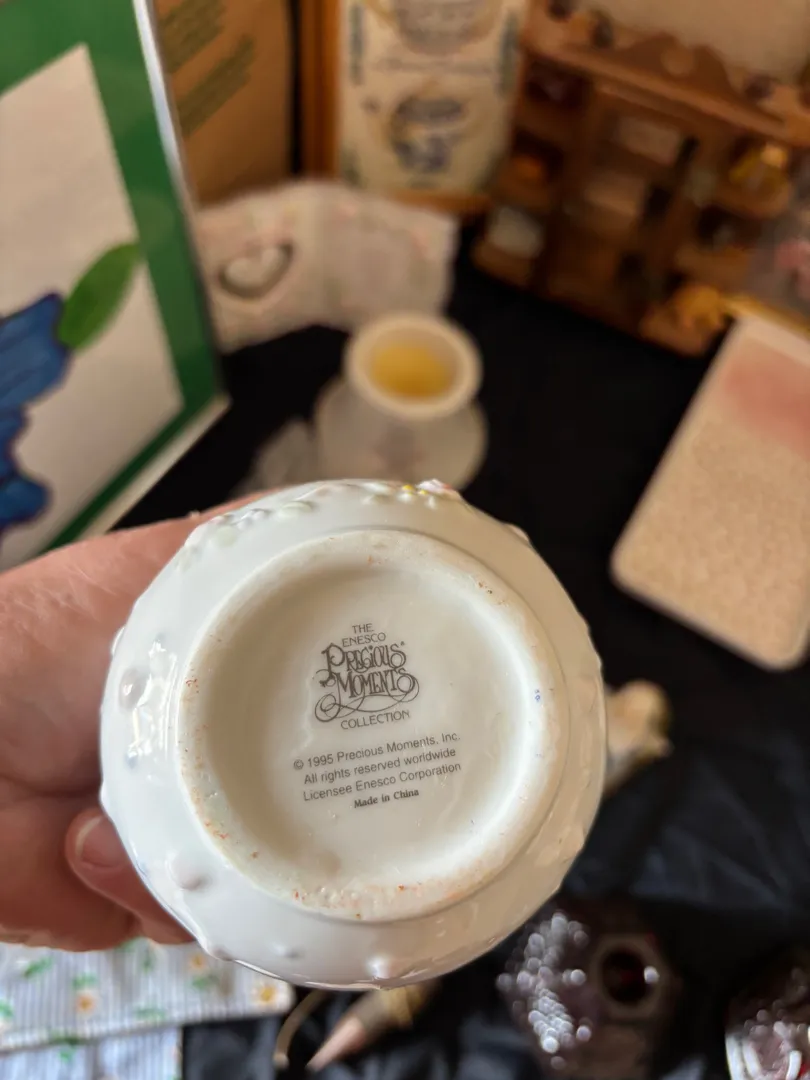 THE
ENESCO
PRECIOUS®
MOMENTS
COLLECTION
© 1995 Precious Moments, Inc.
All rights reserved worldwide
Licensee Enesco Corporation
Made in China